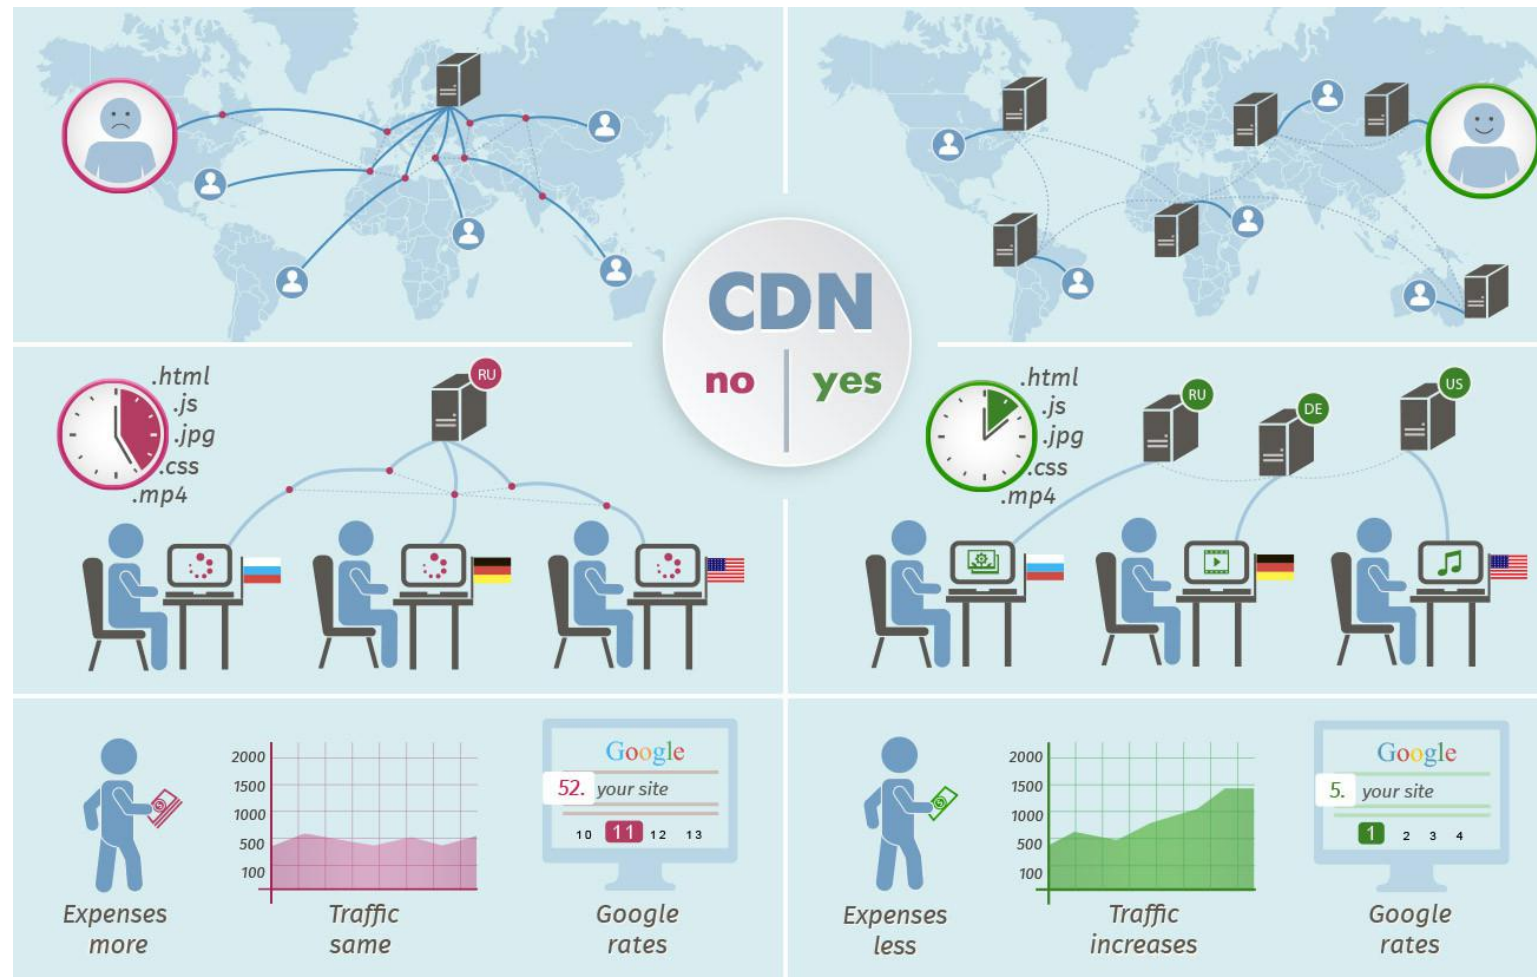 CDN
no
yes
.html
.js
.jpg
.css
.mp4
RU
.html
.js
.jpg
.css
.mp4
RU
DE
US
2000
1500
1000
500
100
Google
52. your site
10 11 12 13
Expenses
more
Traffic
same
Google
rates
2000
1500
1000
500
100
Google
5. your site
1 2 3 4
Expenses
less
Traffic
increases
Google
rates